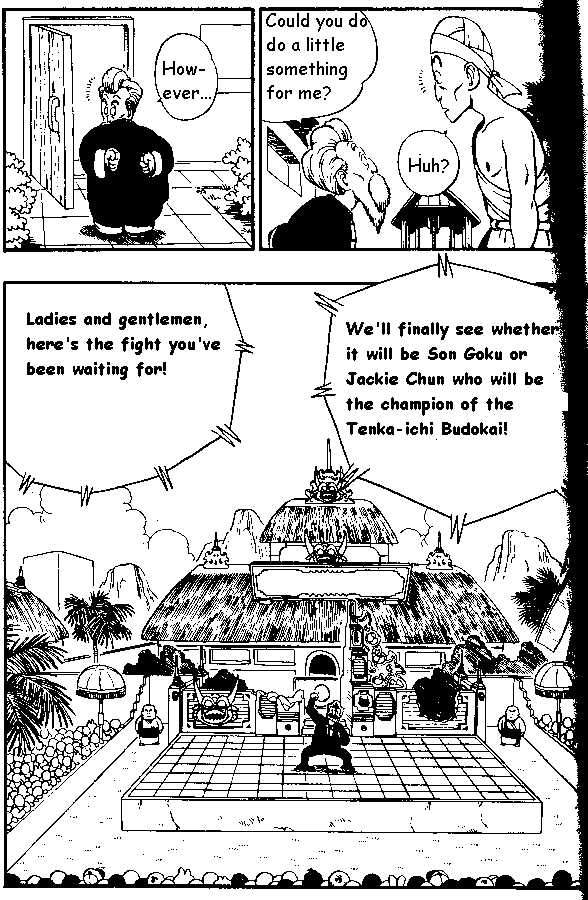 How-
ever...
Could you do
do a little
something
for me?
Huh?
Ladies and gentlemen,
here's the fight you've
been waiting for!
We'll finally see whether
it will be Son Goku or
Jackie Chun who will be
the champion of the
Tenka-ichi Budokai!